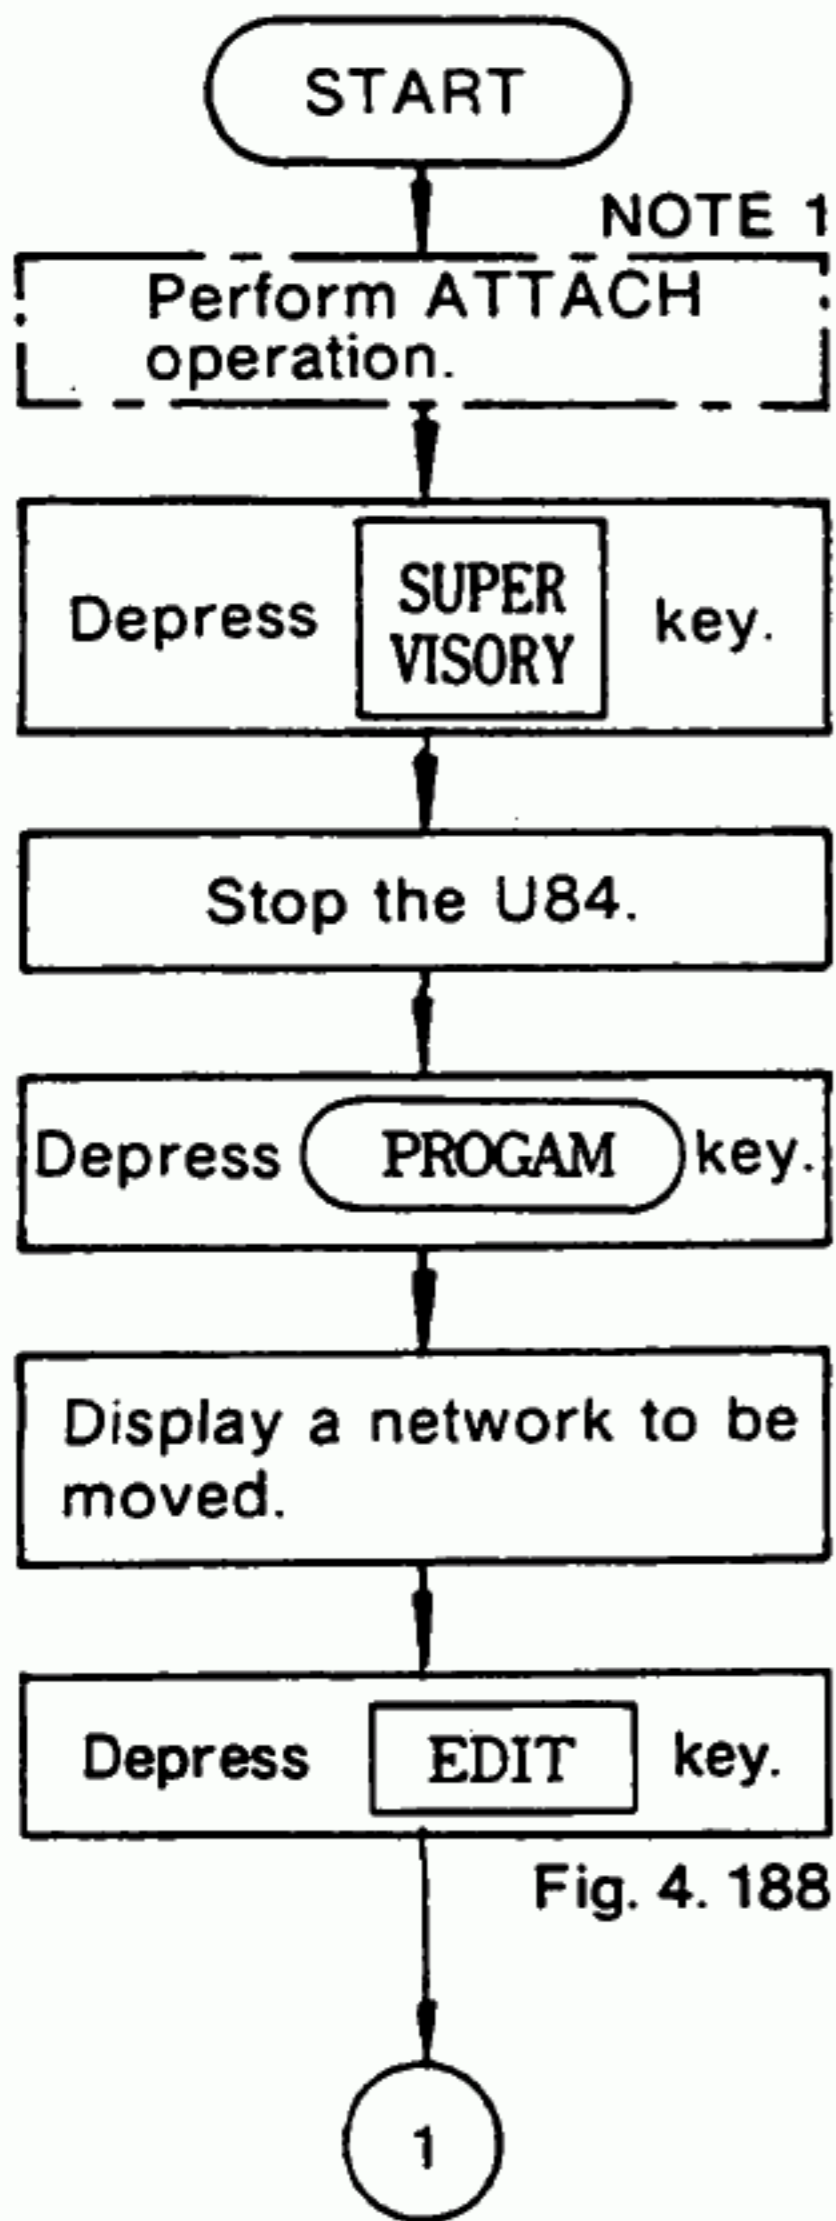 START
NOTE 1
Perform ATTACH
operation.
Depress SUPER VISORY key.
Stop the U84.
Depress PROGAM key.
Display a network to be
moved.
Depress EDIT key.
Fig. 4. 188
1